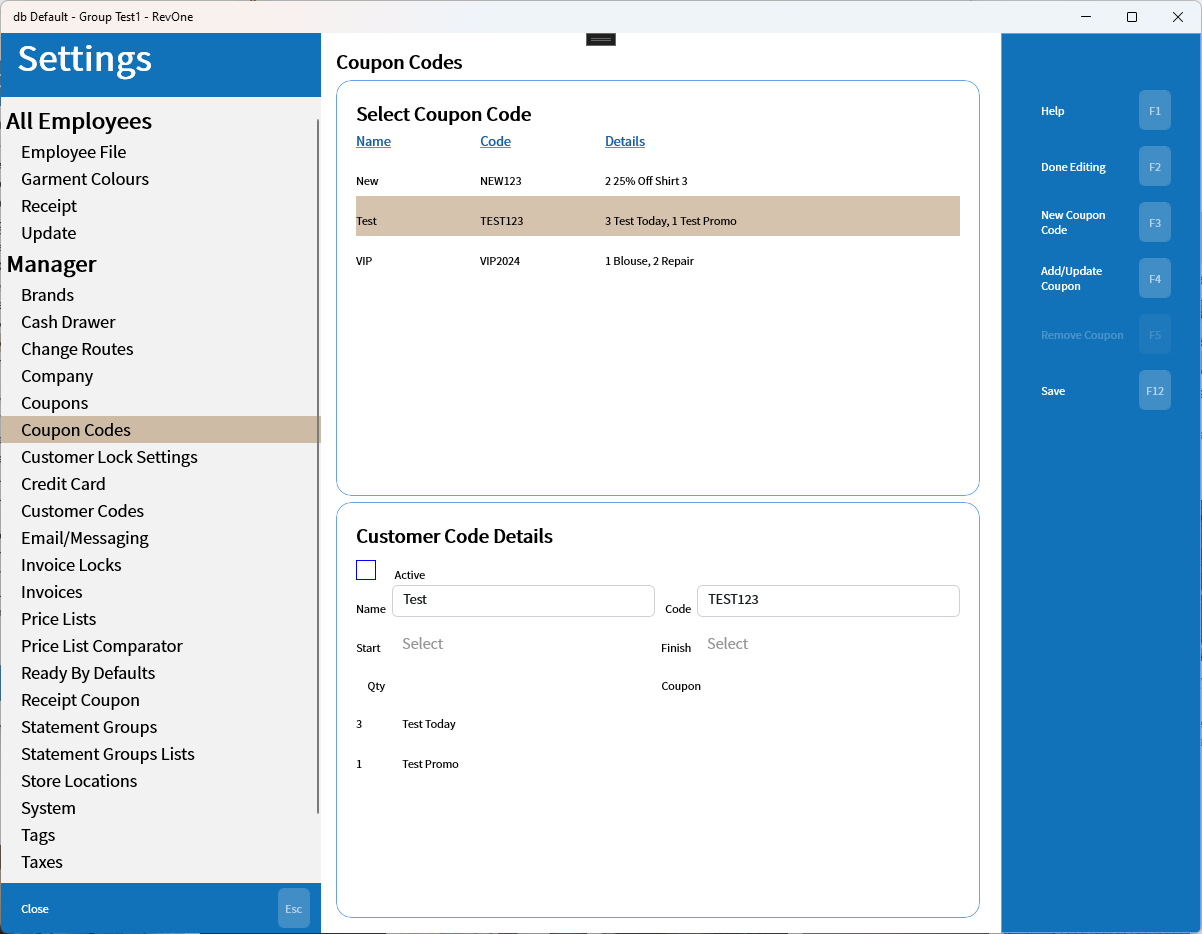 db Default - Group Test1 - RevOne
Settings
All Employees
Employee File
Garment Colours
Receipt
Update
Manager
Brands
Cash Drawer
Change Routes
Company
Coupons
Coupon Codes
Customer Lock Settings
Credit Card
Customer Codes
Email/Messaging
Invoice Locks
Invoices
Price Lists
Price List Comparator
Ready By Defaults
Receipt Coupon
Statement Groups
Statement Groups Lists
Store Locations
System
Tags
Taxes
Close Esc
Coupon Codes
Select Coupon Code
Name Code Details
New NEW123 2 25% Off Shirt 3
Test TEST123 3 Test Today, 1 Test Promo
VIP VIP2024 1 Blouse, 2 Repair
Customer Code Details
Active
Name Test Code TEST123
Start Select Finish Select
Qty Coupon
3 Test Today
1 Test Promo
Help F1
Done Editing F2
New Coupon
Code F3
Add/Update
Coupon F4
Remove Coupon F5
Save F12